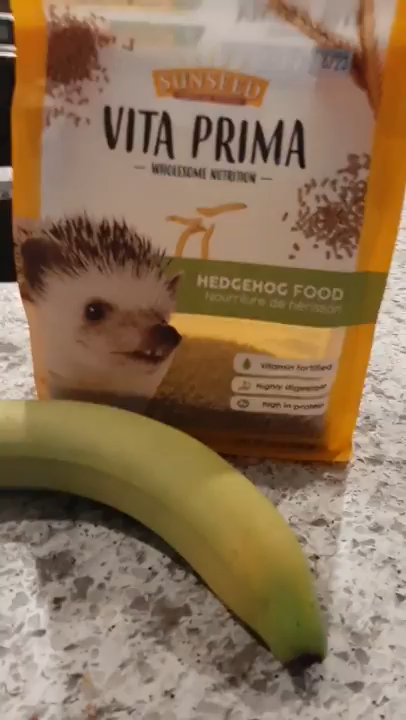 SUNSEED
VITA PRIMA
— WHOLESOME NUTRITION —
HEDGEHOG FOOD
Nourriture de hérisson
vitamin fortified
highly digestible
high in protein